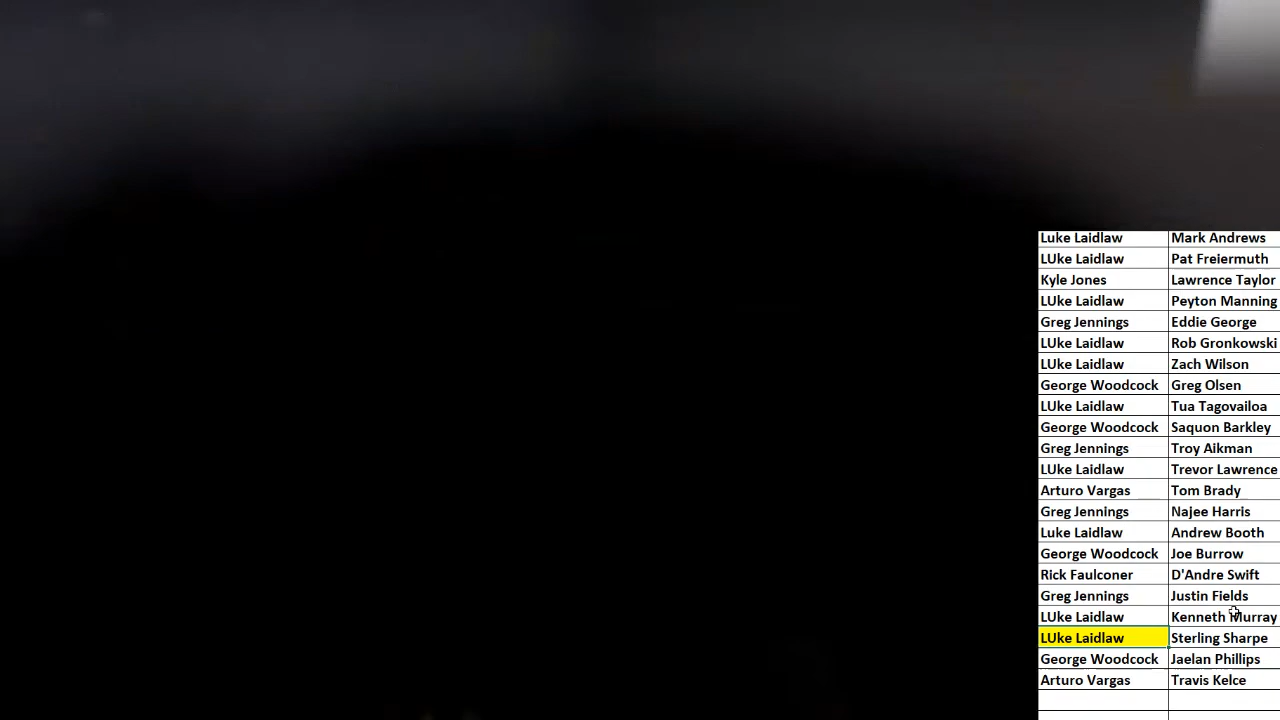 Luke Laidlaw Mark Andrews
LUke Laidlaw Pat Freiermuth
Kyle Jones Lawrence Taylor
LUke Laidlaw Peyton Manning
Greg Jennings Eddie George
LUke Laidlaw Rob Gronkowski
LUke Laidlaw Zach Wilson
George Woodcock Greg Olsen
LUke Laidlaw Tua Tagovailoa
George Woodcock Saquon Barkley
Greg Jennings Troy Aikman
LUke Laidlaw Trevor Lawrence
Arturo Vargas Tom Brady
Greg Jennings Najee Harris
Luke Laidlaw Andrew Booth
George Woodcock Joe Burrow
Rick Faulconer D'Andre Swift
Greg Jennings Justin Fields
LUke Laidlaw Kenneth Murray
LUke Laidlaw Sterling Sharpe
George Woodcock Jaelan Phillips
Arturo Vargas Travis Kelce